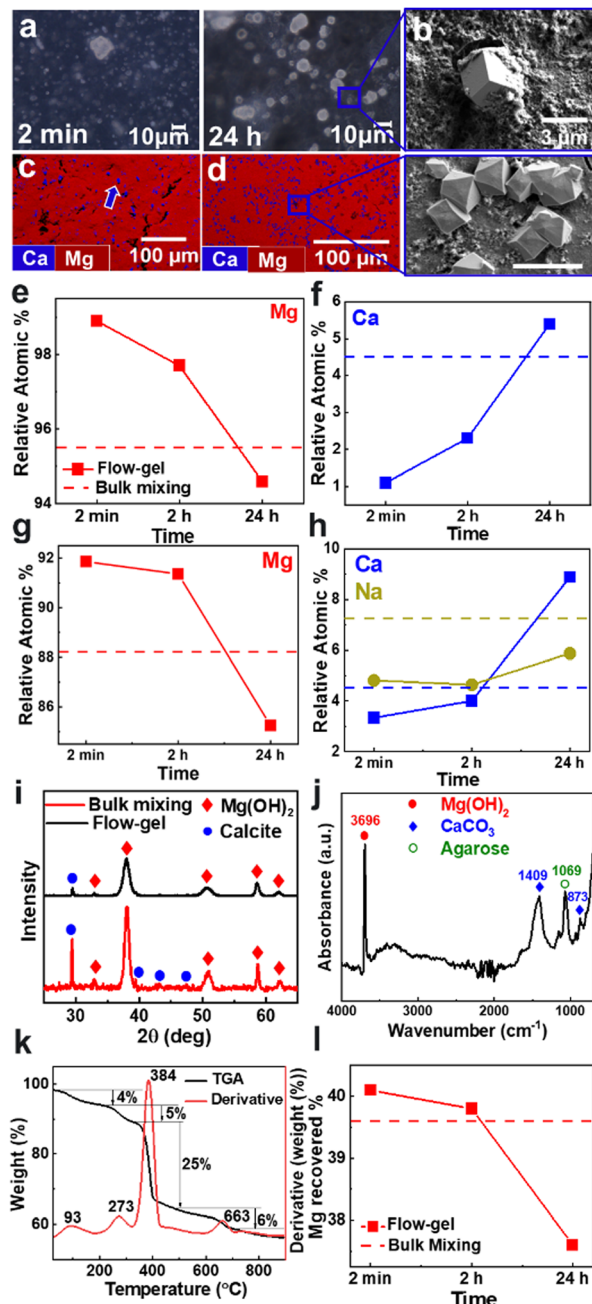 a
2 min
10µm
24 h
10µm
b
3 µm
c
Ca
Mg
100 µm
d
Ca
Mg
100 µm
e
Mg
Relative Atomic %
98
96
94
Flow-gel
Bulk mixing
2 min
2 h
24 h
Time
f
Ca
Relative Atomic %
6
5
4
3
2
1
2 min
2 h
24 h
Time
g
Mg
Relative Atomic %
92
90
88
86
2 min
2 h
24 h
Time
h
Ca
Na
Relative Atomic %
10
8
6
4
2
2 min
2 h
24 h
Time
i
Bulk mixing
Flow-gel
Mg(OH)₂
Calcite
Intensity
30
40
50
60
2θ (deg)
j
Mg(OH)₂
CaCO₃
Agarose
3696
1409
1069
873
Absorbance (a.u.)
4000
3000
2000
1000
Wavenumber (cm⁻¹)
k
384
TGA
Derivative
4%
5%
25%
6%
93
273
663
Weight (%)
100
80
60
0
200
400
600
800
Temperature (°C)
Derivative (weight (%))
l
Mg recovered %
40
39
38
Flow-gel
Bulk Mixing
2 min
2 h
24 h
Time